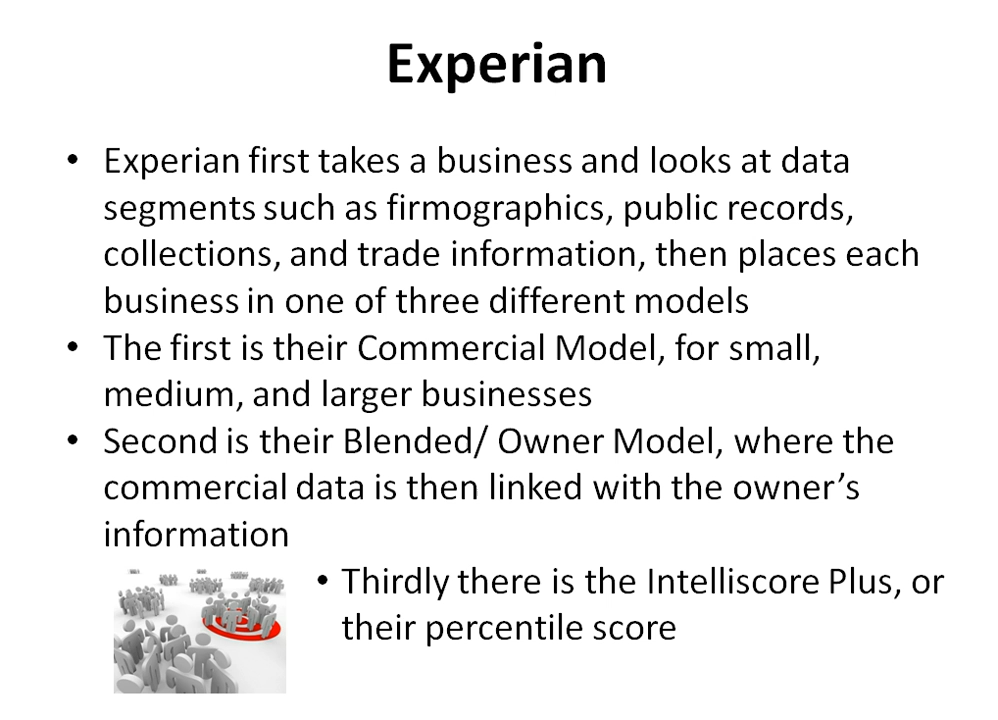 Experian
• Experian first takes a business and looks at data
segments such as firmographics, public records,
collections, and trade information, then places each
business in one of three different models
• The first is their Commercial Model, for small,
medium, and larger businesses
• Second is their Blended/ Owner Model, where the
commercial data is then linked with the owner’s
information
• Thirdly there is the Intelliscore Plus, or
their percentile score